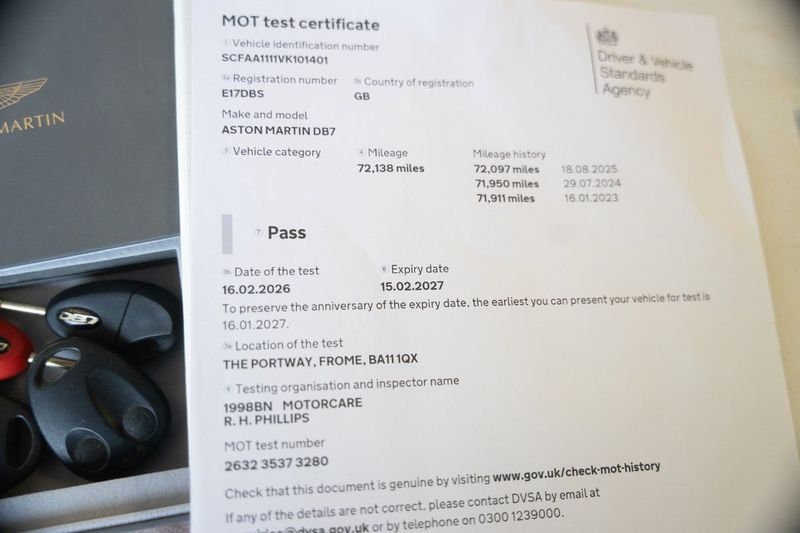 MARTIN
MOT test certificate
Vehicle identification number
SCFAA1111VK101401
Registration number
Country of registration
E17DBS
GB
Make and model
ASTON MARTIN DB7
Vehicle category
Mileage
Mileage history
72,138 miles
72,097 miles 18.08.2025
71,950 miles 29.07.2024
71,911 miles 16.01.2023
Driver & Vehicle
Standards
Agency
7 Pass
Date of the test
Expiry date
16.02.2026
15.02.2027
To preserve the anniversary of the expiry date, the earliest you can present your vehicle for test is
16.01.2027.
Location of the test
THE PORTWAY, FROME, BA11 1QX
Testing organisation and inspector name
1998BN MOTORCARE
R. H. PHILLIPS
MOT test number
2632 3537 3280
Check that this document is genuine by visiting www.gov.uk/check-mot-history
If any of the details are not correct, please contact DVSA by email at
@dvsa.gov.uk or by telephone on 0300 1239000.
DB7